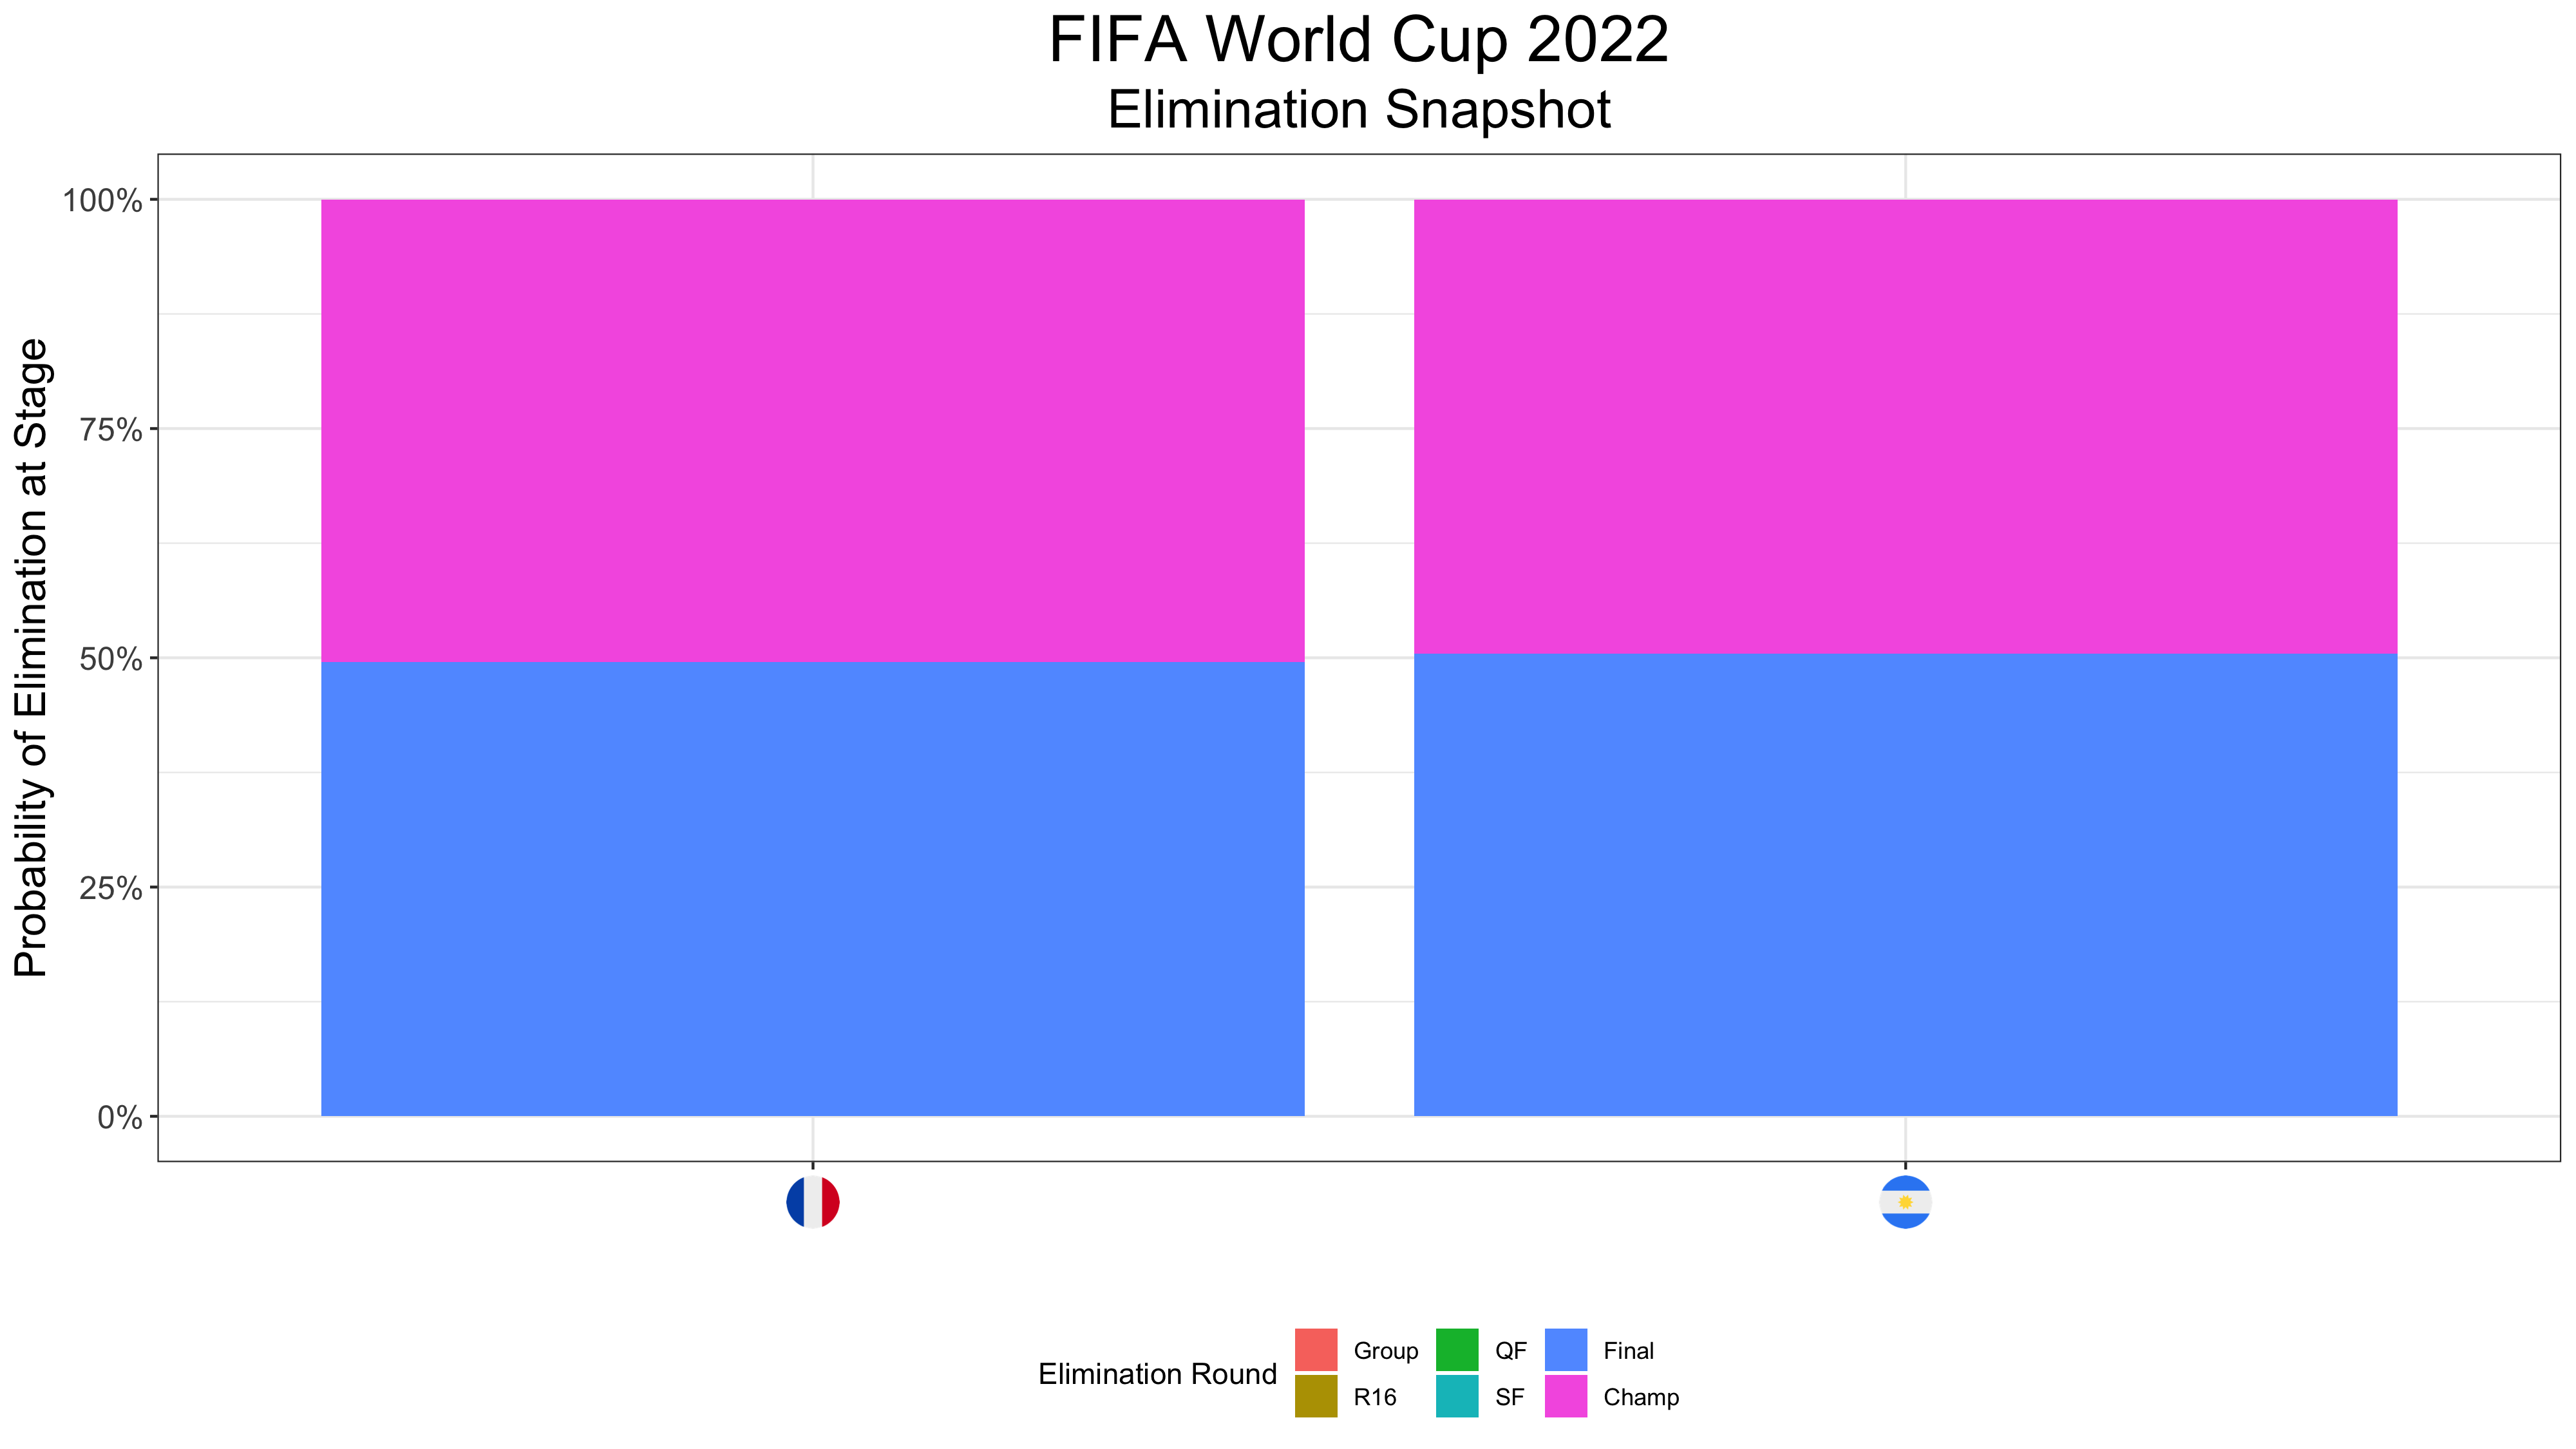 FIFA World Cup 2022
Elimination Snapshot
Probability of Elimination at Stage
100%
75%
50%
25%
0%
Elimination Round
Group
QF
Final
R16
SF
Champ